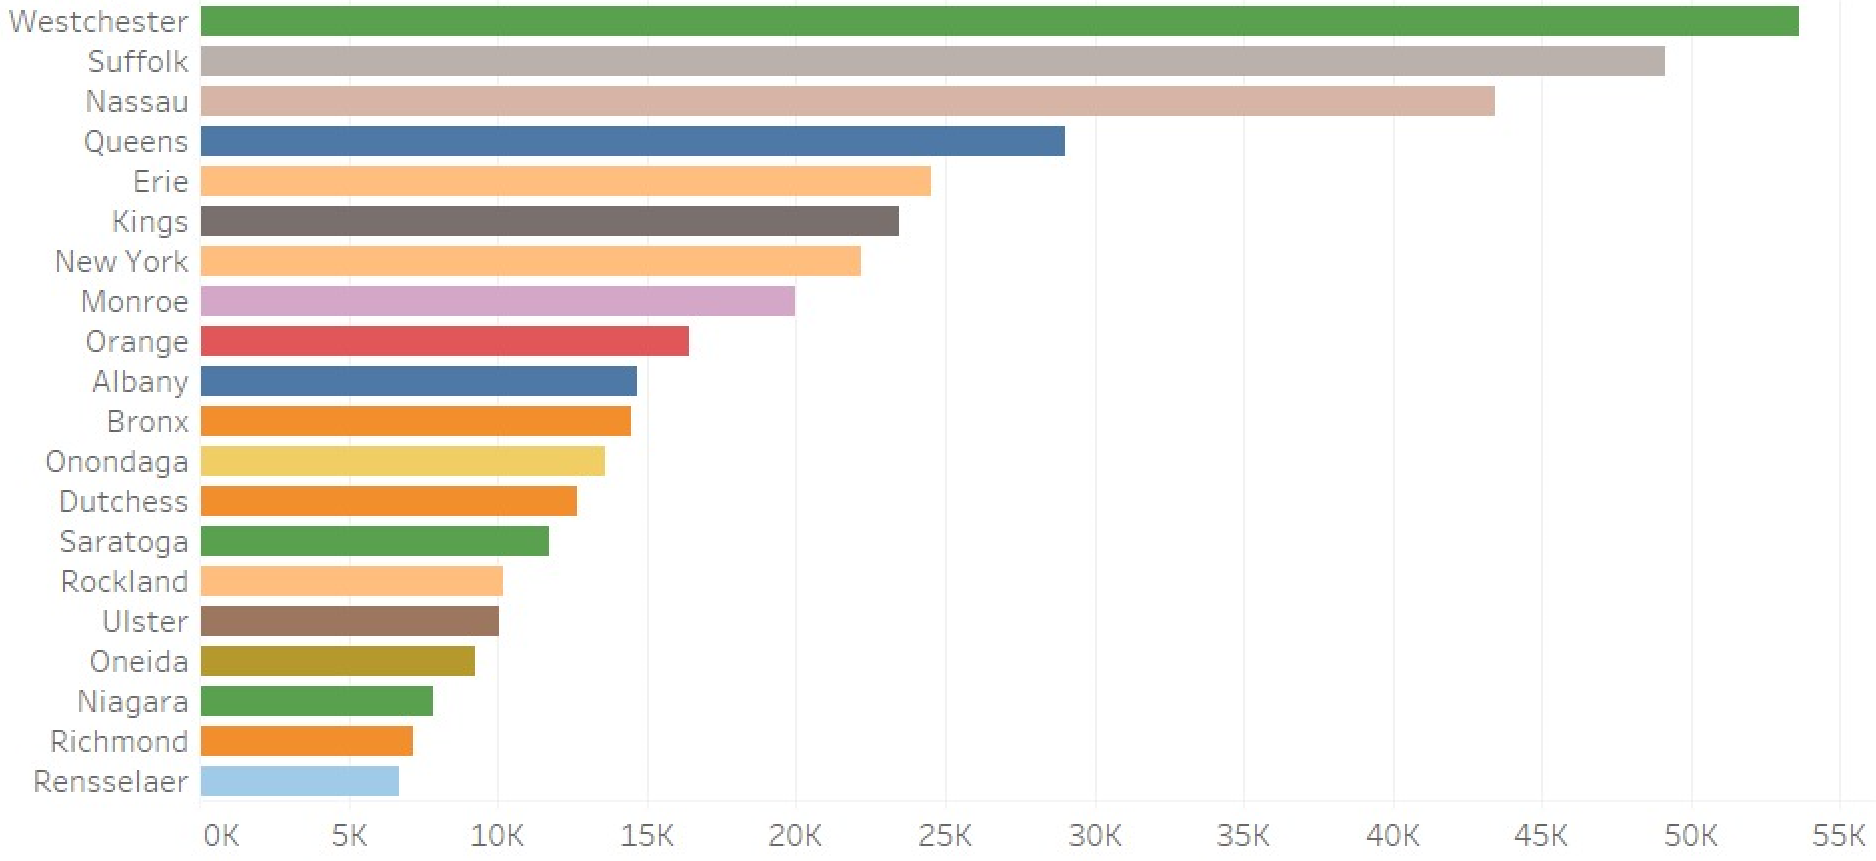 Westchester
Suffolk
Nassau
Queens
Erie
Kings
New York
Monroe
Orange
Albany
Bronx
Onondaga
Dutchess
Saratoga
Rockland
Ulster
Oneida
Niagara
Richmond
Rensselaer
0K 5K 10K 15K 20K 25K 30K 35K 40K 45K 50K 55K